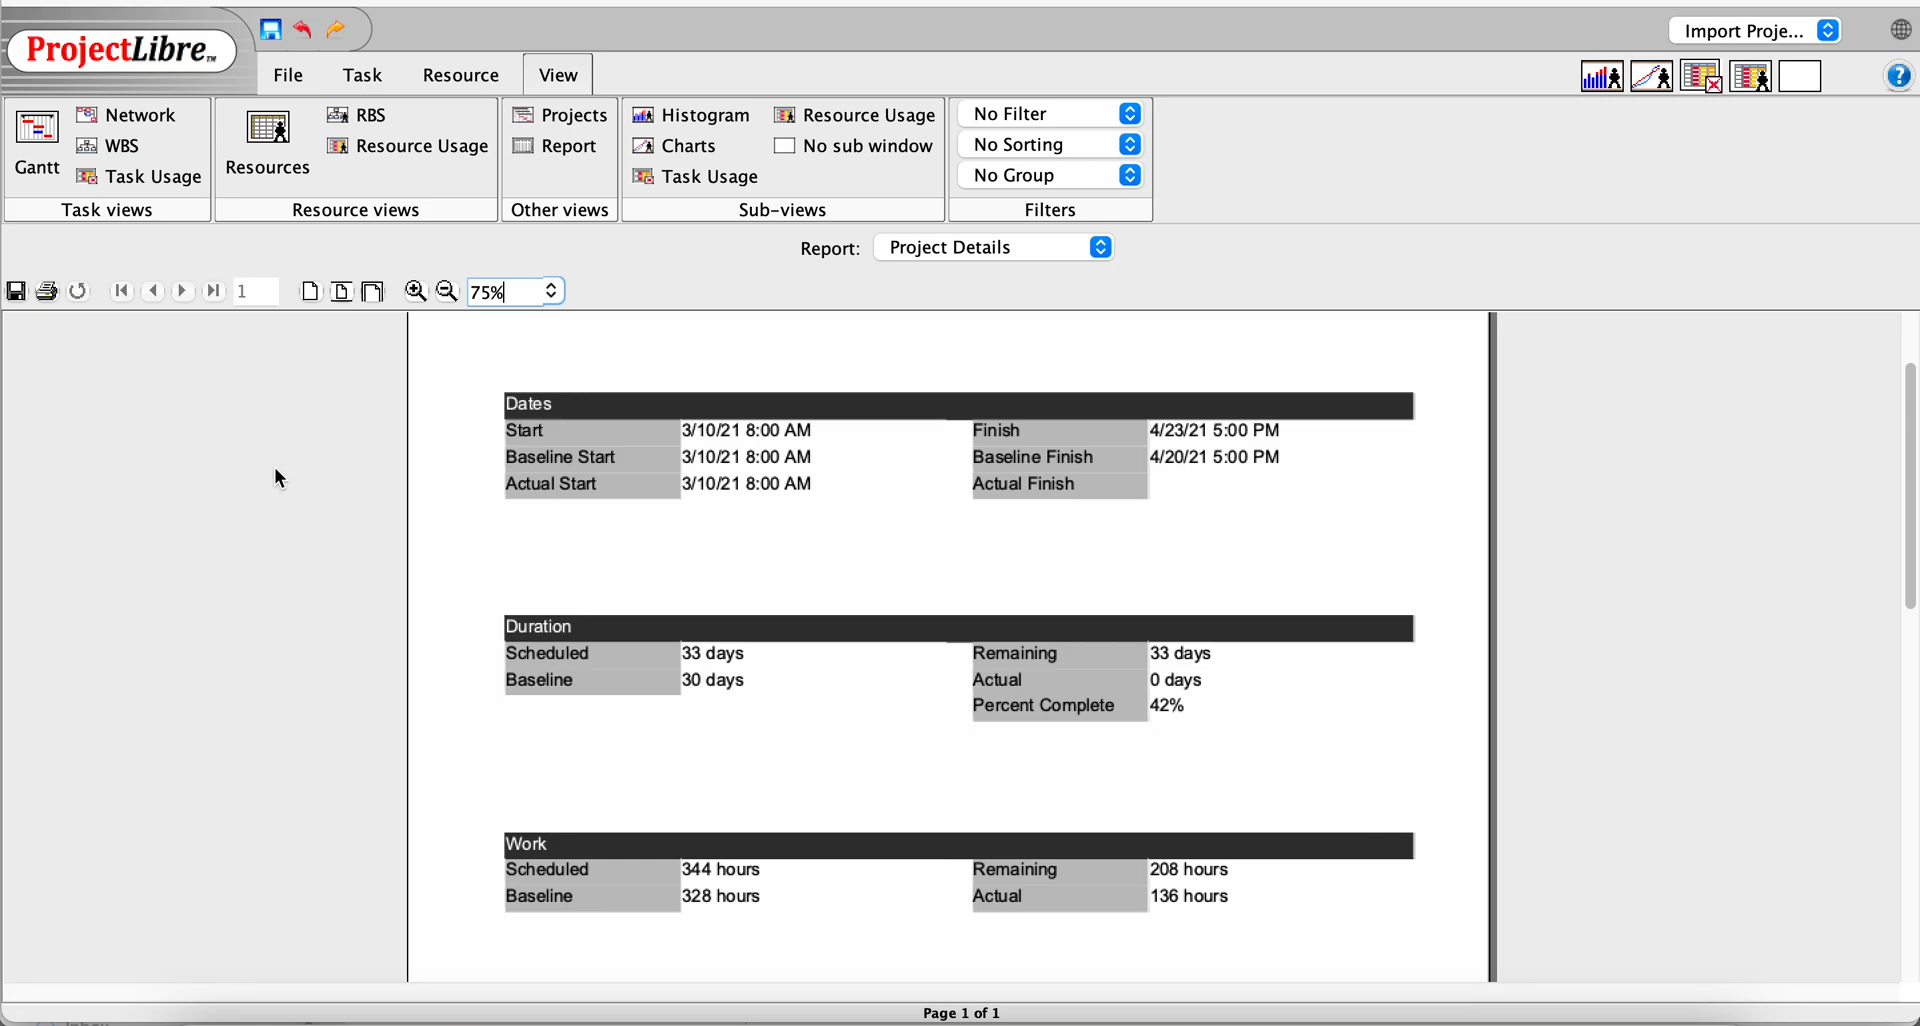 ProjectLibre™
Import Proje...
File Task Resource View
Gantt
Network
WBS
Task Usage
Task views
Resources
RBS
Resource Usage
Resource views
Projects
Report
Other views
Histogram
Charts
Task Usage
Resource Usage
No sub window
Sub-views
No Filter
No Sorting
No Group
Filters
Report: Project Details
1 75%
Dates
Start 3/10/21 8:00 AM Finish 4/23/21 5:00 PM
Baseline Start 3/10/21 8:00 AM Baseline Finish 4/20/21 5:00 PM
Actual Start 3/10/21 8:00 AM Actual Finish
Duration
Scheduled 33 days Remaining 33 days
Baseline 30 days Actual 0 days
Percent Complete 42%
Work
Scheduled 344 hours Remaining 208 hours
Baseline 328 hours Actual 136 hours
Page 1 of 1